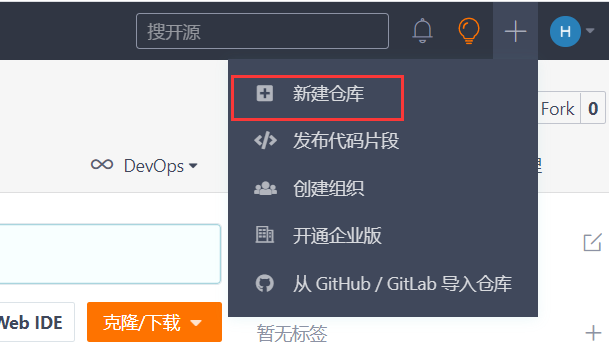 搜开源
H
新建仓库
Fork 0
发布代码片段
DevOps
创建组织
开通企业版
从 GitHub / GitLab 导入仓库
Web IDE
克隆/下载
暂无标签